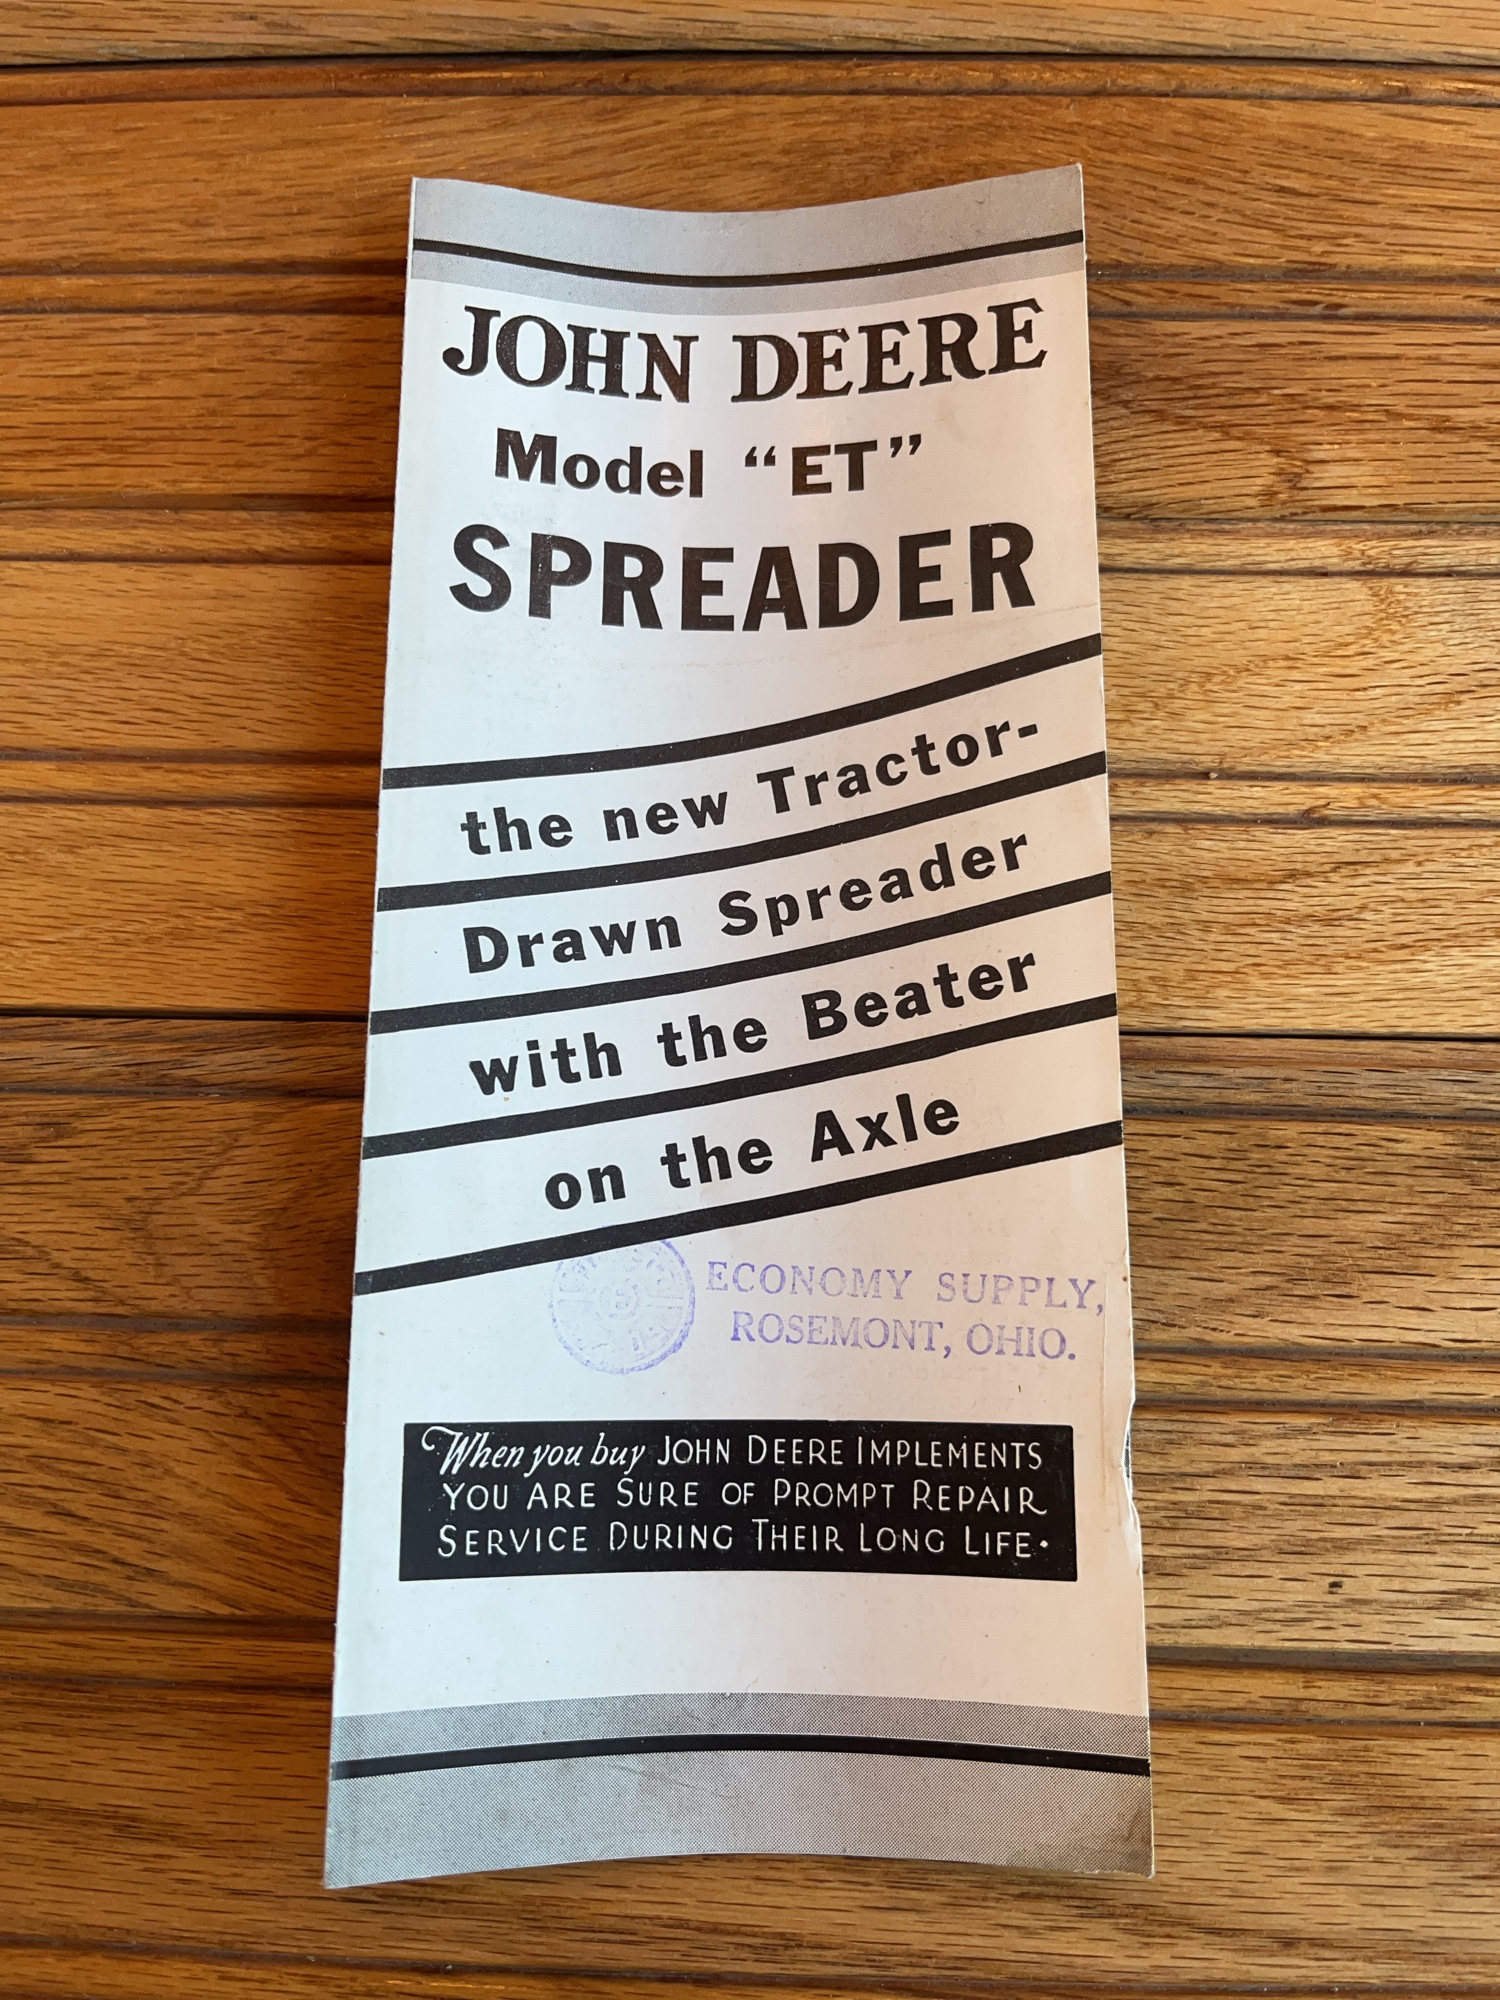 JOHN DEERE
Model “ET”
SPREADER
the new Tractor-
Drawn Spreader
with the Beater
on the Axle
ECONOMY SUPPLY,
ROSEMONT, OHIO.
When you buy JOHN DEERE IMPLEMENTS
YOU ARE SURE OF PROMPT REPAIR
SERVICE DURING THEIR LONG LIFE·